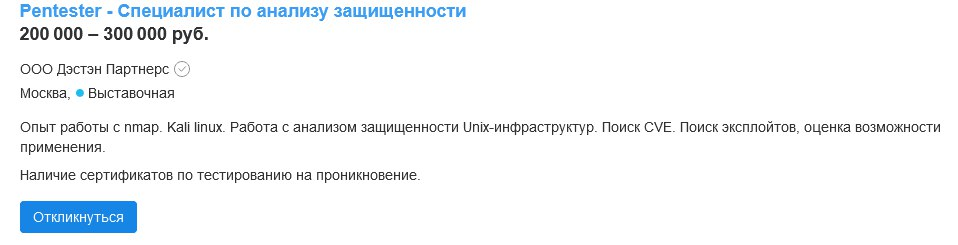 Pentester - Специалист по анализу защищенности
200 000 – 300 000 руб.
ООО Дэстэн Партнерс
Москва, Выставочная
Опыт работы с nmap. Kali linux. Работа с анализом защищенности Unix-инфраструктур. Поиск CVE. Поиск эксплойтов, оценка возможности
применения.
Наличие сертификатов по тестированию на проникновение.
Откликнуться